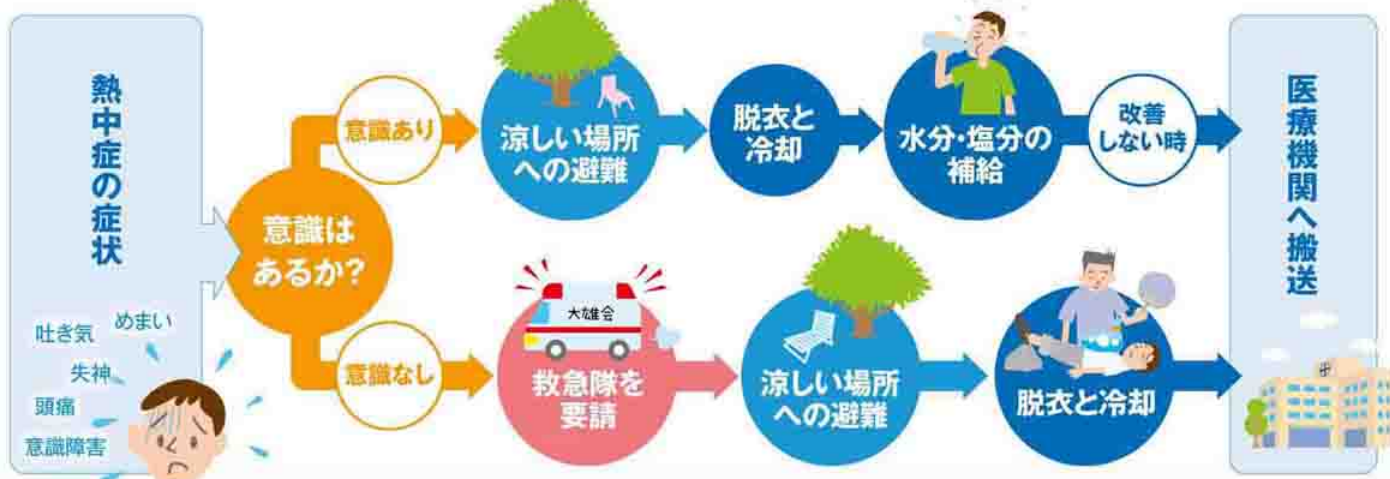 熱中症の症状
吐き気
めまい
失神
頭痛
意識障害
意識は
あるか?
意識あり
涼しい場所
への避難
脱衣と
冷却
水分・塩分の
補給
改善
しない時
意識なし
大雄会
救急隊を
要請
涼しい場所
への避難
脱衣と冷却
医療機関へ搬送